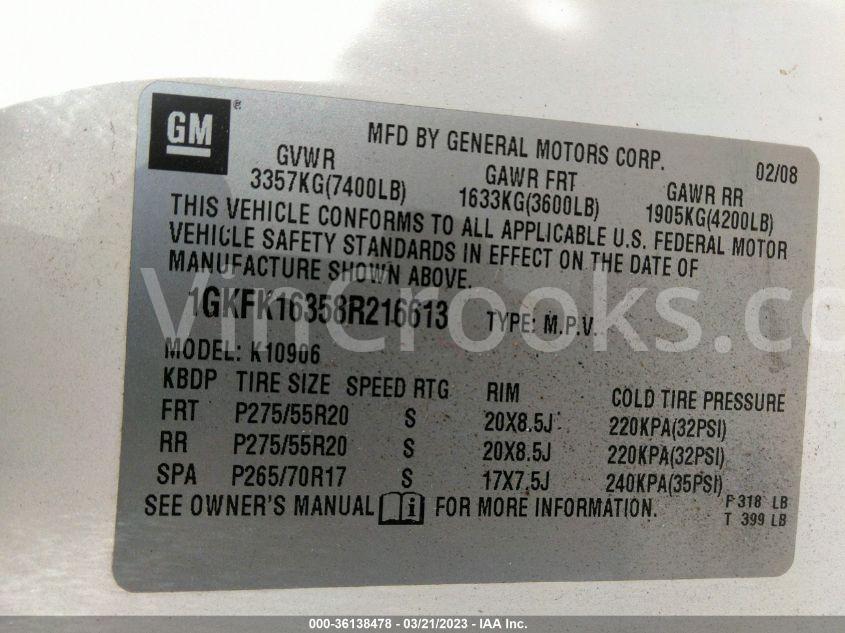 GM ®
MFD BY GENERAL MOTORS CORP.
02/08
GVWR GAWR FRT GAWR RR
3357KG(7400LB) 1633KG(3600LB) 1905KG(4200LB)
THIS VEHICLE CONFORMS TO ALL APPLICABLE U.S. FEDERAL MOTOR
VEHICLE SAFETY STANDARDS IN EFFECT ON THE DATE OF
MANUFACTURE SHOWN ABOVE.
1GKFK16358R216613 TYPE: M.P.V.
VinCrooks.com
MODEL: K10906
KBDP TIRE SIZE SPEED RTG RIM COLD TIRE PRESSURE
FRT P275/55R20 S 20X8.5J 220KPA(32PSI)
RR P275/55R20 S 20X8.5J 220KPA(32PSI)
SPA P265/70R17 S 17X7.5J 240KPA(35PSI)
SEE OWNER'S MANUAL i FOR MORE INFORMATION.
F 318 LB
T 399 LB
000-36138478 — 03/21/2023 — IAA Inc.